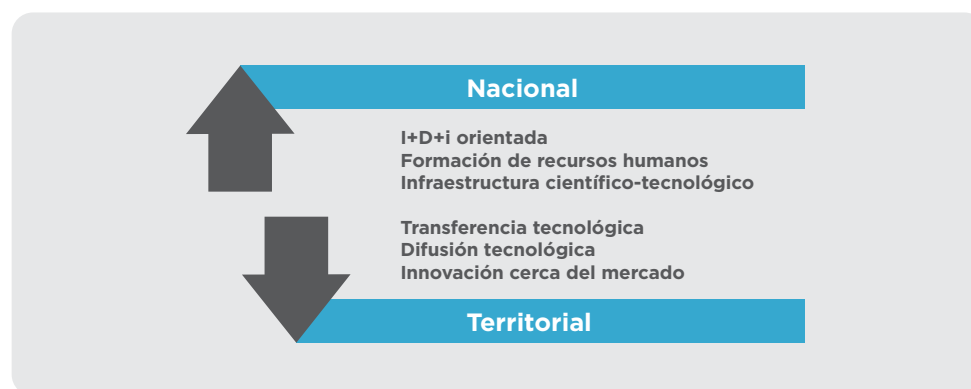 Nacional
I+D+i orientada
Formación de recursos humanos
Infraestructura científico-tecnológico
Transferencia tecnológica
Difusión tecnológica
Innovación cerca del mercado
Territorial